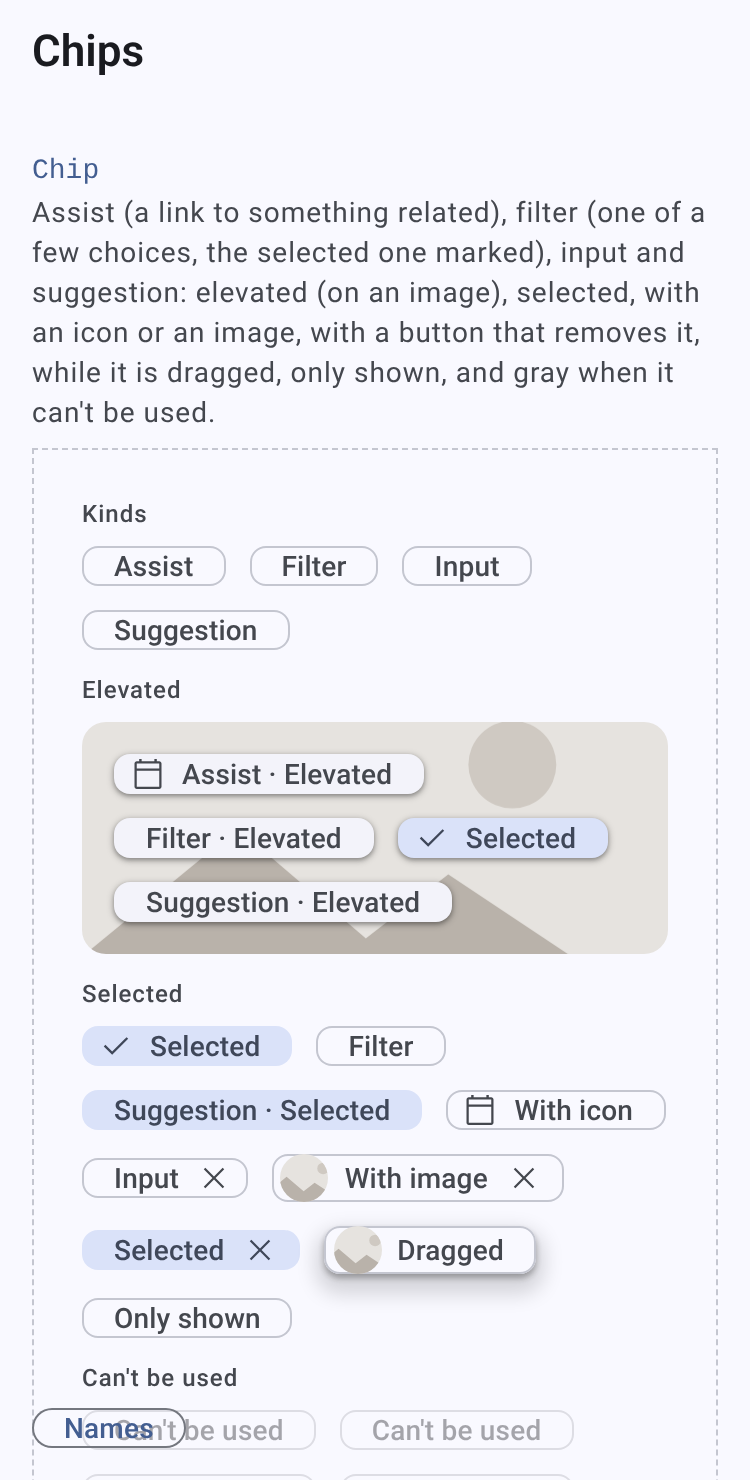 Chips
Chip
Assist (a link to something related), filter (one of a
few choices, the selected one marked), input and
suggestion: elevated (on an image), selected, with
an icon or an image, with a button that removes it,
while it is dragged, only shown, and gray when it
can't be used.
Kinds
Assist Filter Input
Suggestion
Elevated
Assist · Elevated
Filter · Elevated Selected
Suggestion · Elevated
Selected
Selected Filter
Suggestion · Selected With icon
Input With image
Selected Dragged
Only shown
Can't be used
Names Can't be used Can't be used